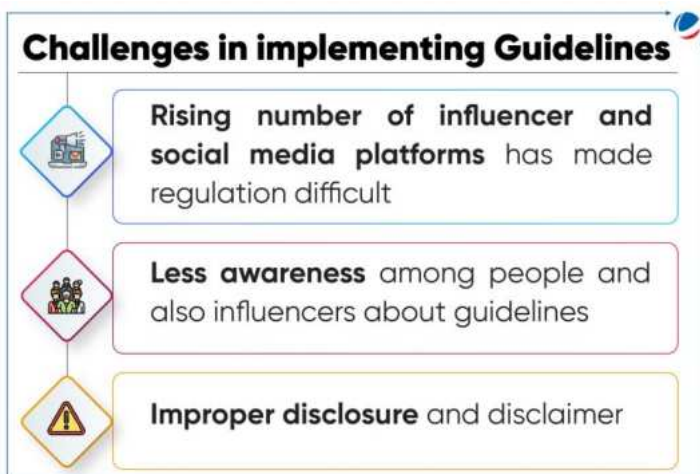 Challenges in implementing Guidelines
Rising number of influencer and
social media platforms has made
regulation difficult
Less awareness among people and
also influencers about guidelines
Improper disclosure and disclaimer